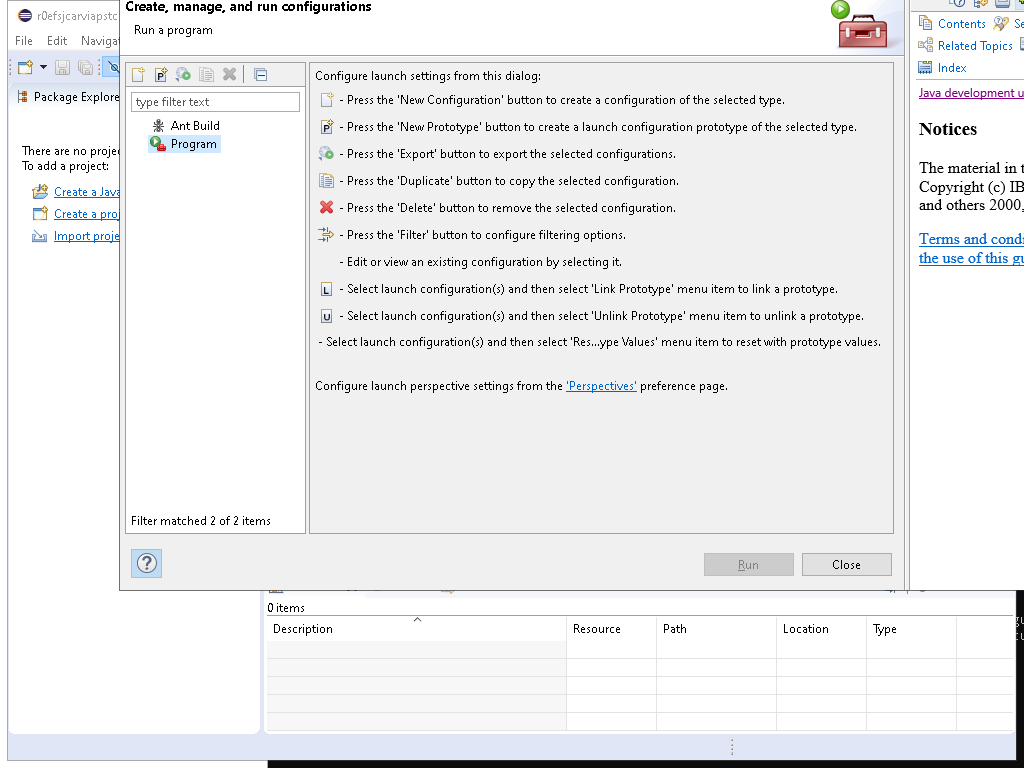 r0efsjcarviapstc
File Edit Navigat
Package Explore
There are no projec
To add a project:
Create a Java
Create a proj
Import proje
Create, manage, and run configurations
Run a program
type filter text
Ant Build
Program
Filter matched 2 of 2 items
Configure launch settings from this dialog:
- Press the 'New Configuration' button to create a configuration of the selected type.
- Press the 'New Prototype' button to create a launch configuration prototype of the selected type.
- Press the 'Export' button to export the selected configurations.
- Press the 'Duplicate' button to copy the selected configuration.
- Press the 'Delete' button to remove the selected configuration.
- Press the 'Filter' button to configure filtering options.
- Edit or view an existing configuration by selecting it.
L - Select launch configuration(s) and then select 'Link Prototype' menu item to link a prototype.
U - Select launch configuration(s) and then select 'Unlink Prototype' menu item to unlink a prototype.
- Select launch configuration(s) and then select 'Res...ype Values' menu item to reset with prototype values.
Configure launch perspective settings from the 'Perspectives' preference page.
Run Close
Contents Se
Related Topics
Index
Java development u
Notices
The material in t
Copyright (c) IB
and others 2000,
Terms and condi
the use of this gu
0 items
Description Resource Path Location Type